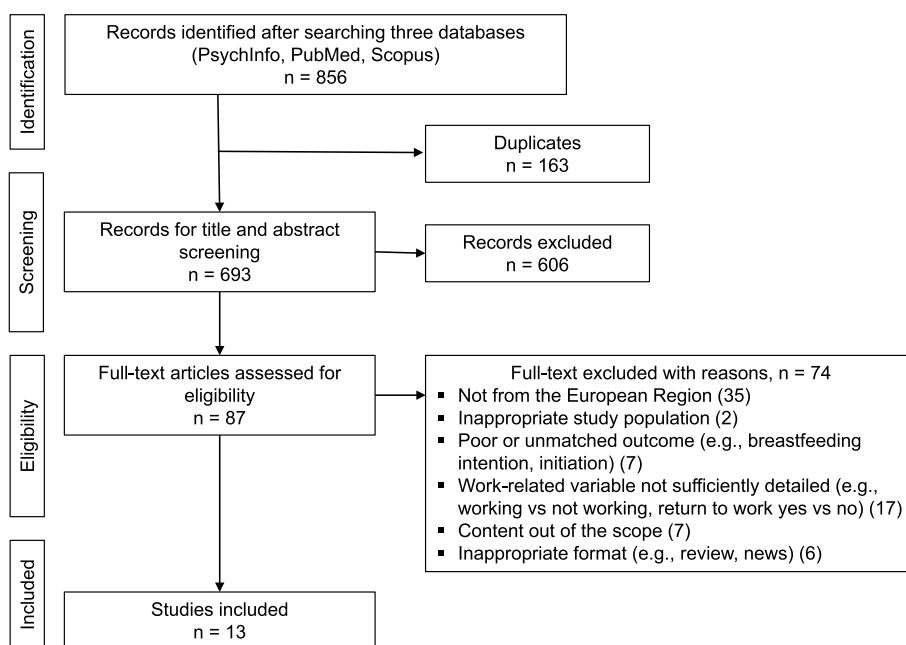 Identification
Records identified after searching three databases
(PsychInfo, PubMed, Scopus)
n = 856
Duplicates
n = 163
Screening
Records for title and abstract
screening
n = 693
Records excluded
n = 606
Eligibility
Full-text articles assessed for
eligibility
n = 87
Full-text excluded with reasons, n = 74
▪ Not from the European Region (35)
▪ Inappropriate study population (2)
▪ Poor or unmatched outcome (e.g., breastfeeding
intention, initiation) (7)
▪ Work-related variable not sufficiently detailed (e.g.,
working vs not working, return to work yes vs no) (17)
▪ Content out of the scope (7)
▪ Inappropriate format (e.g., review, news) (6)
Included
Studies included
n = 13